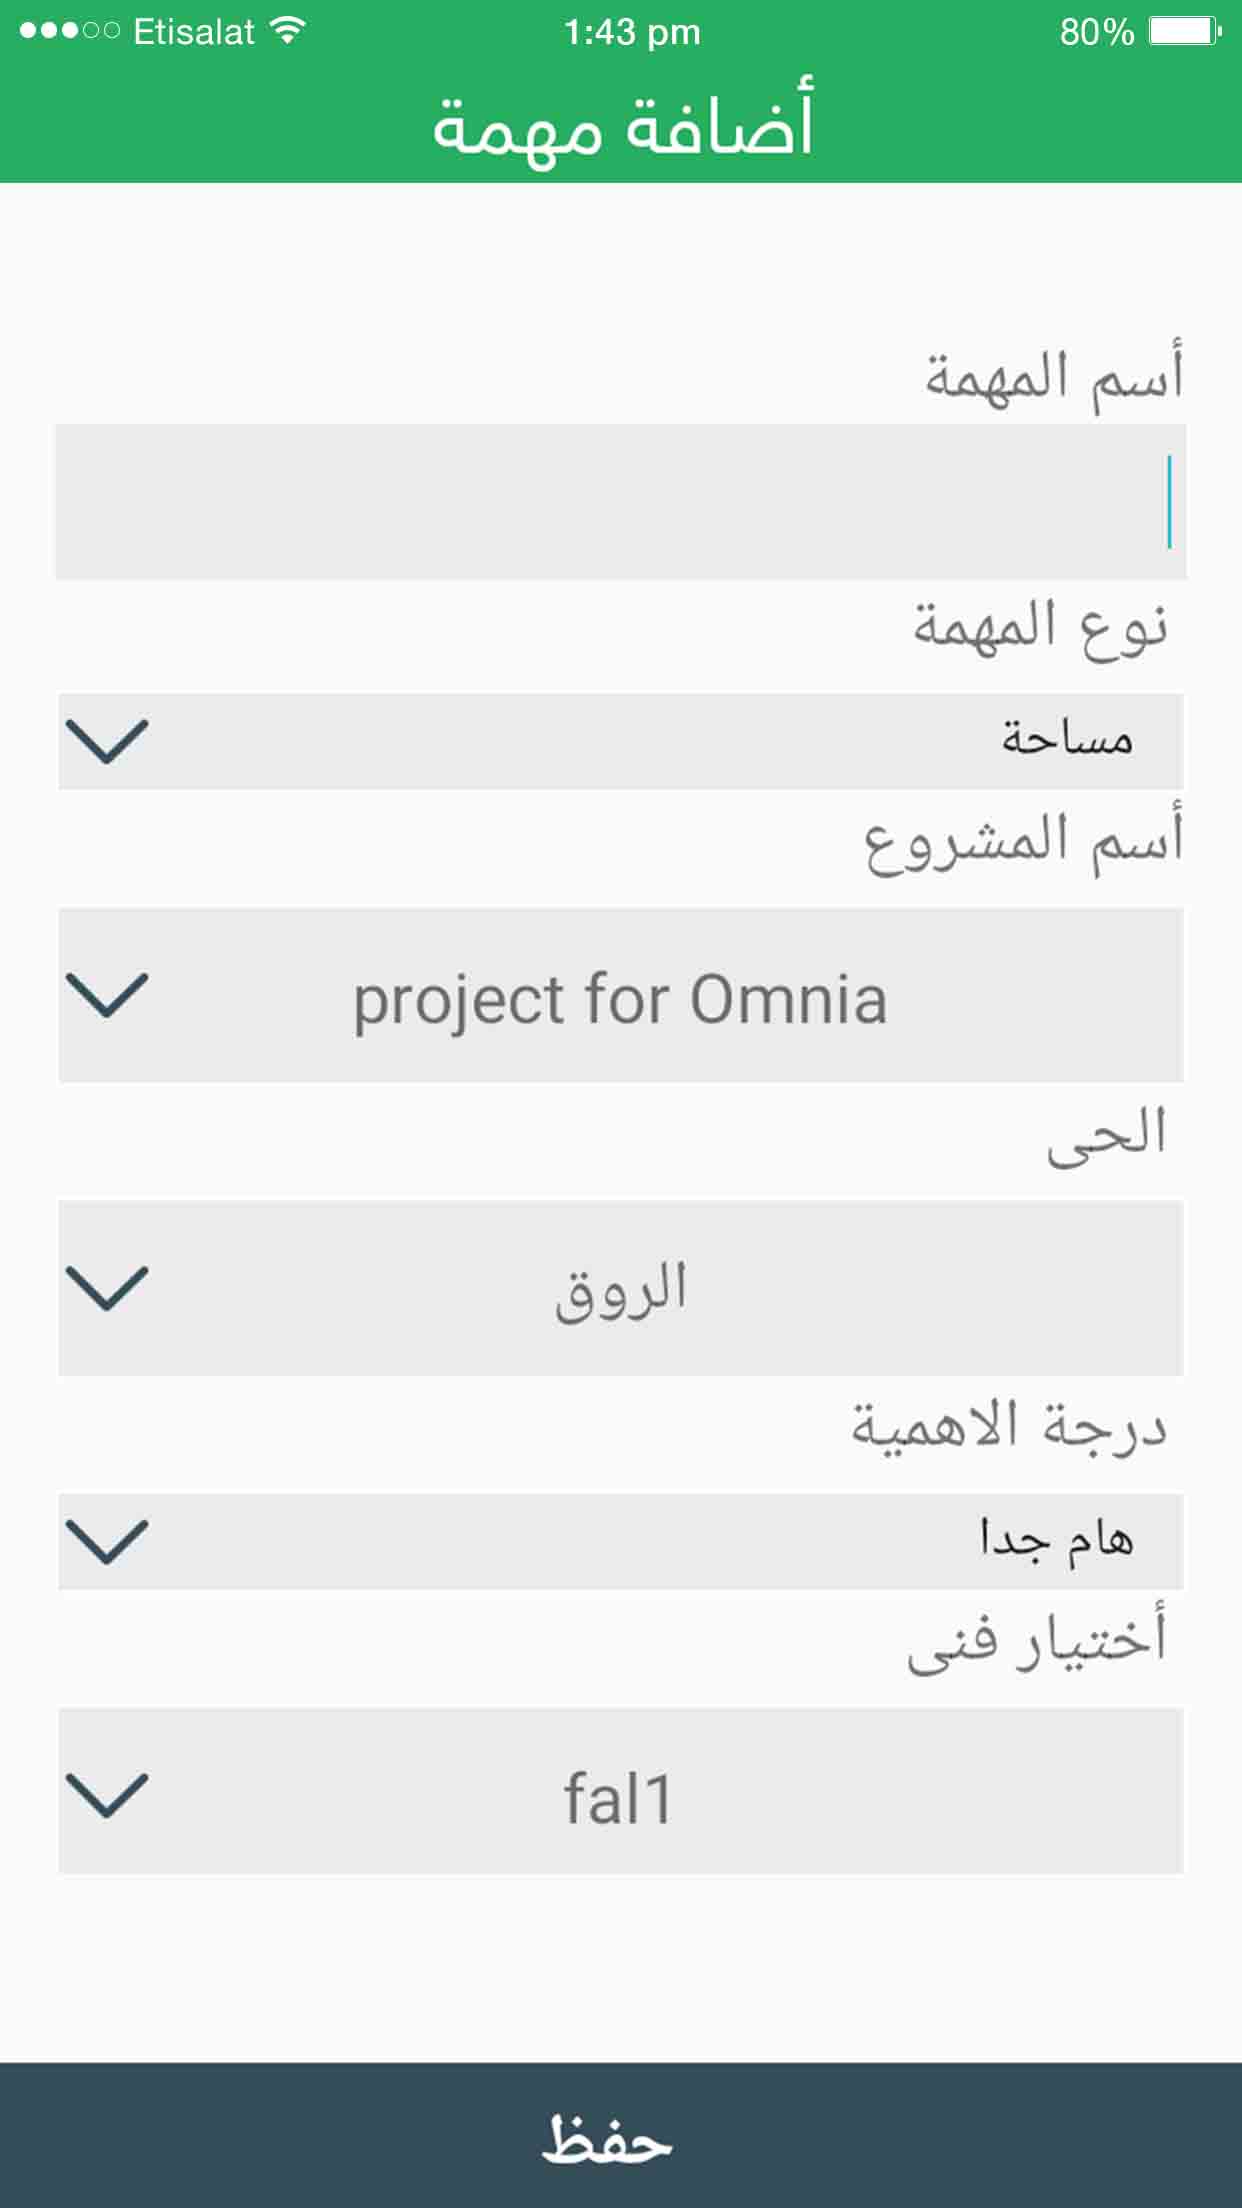 Etisalat 1:43 pm 80%
أضافة مهمة
أسم المهمة
نوع المهمة
مساحة
أسم المشروع
project for Omnia
الحى
الروق
درجة الاهمية
هام جدا
أختيار فنى
fal1
حفظ